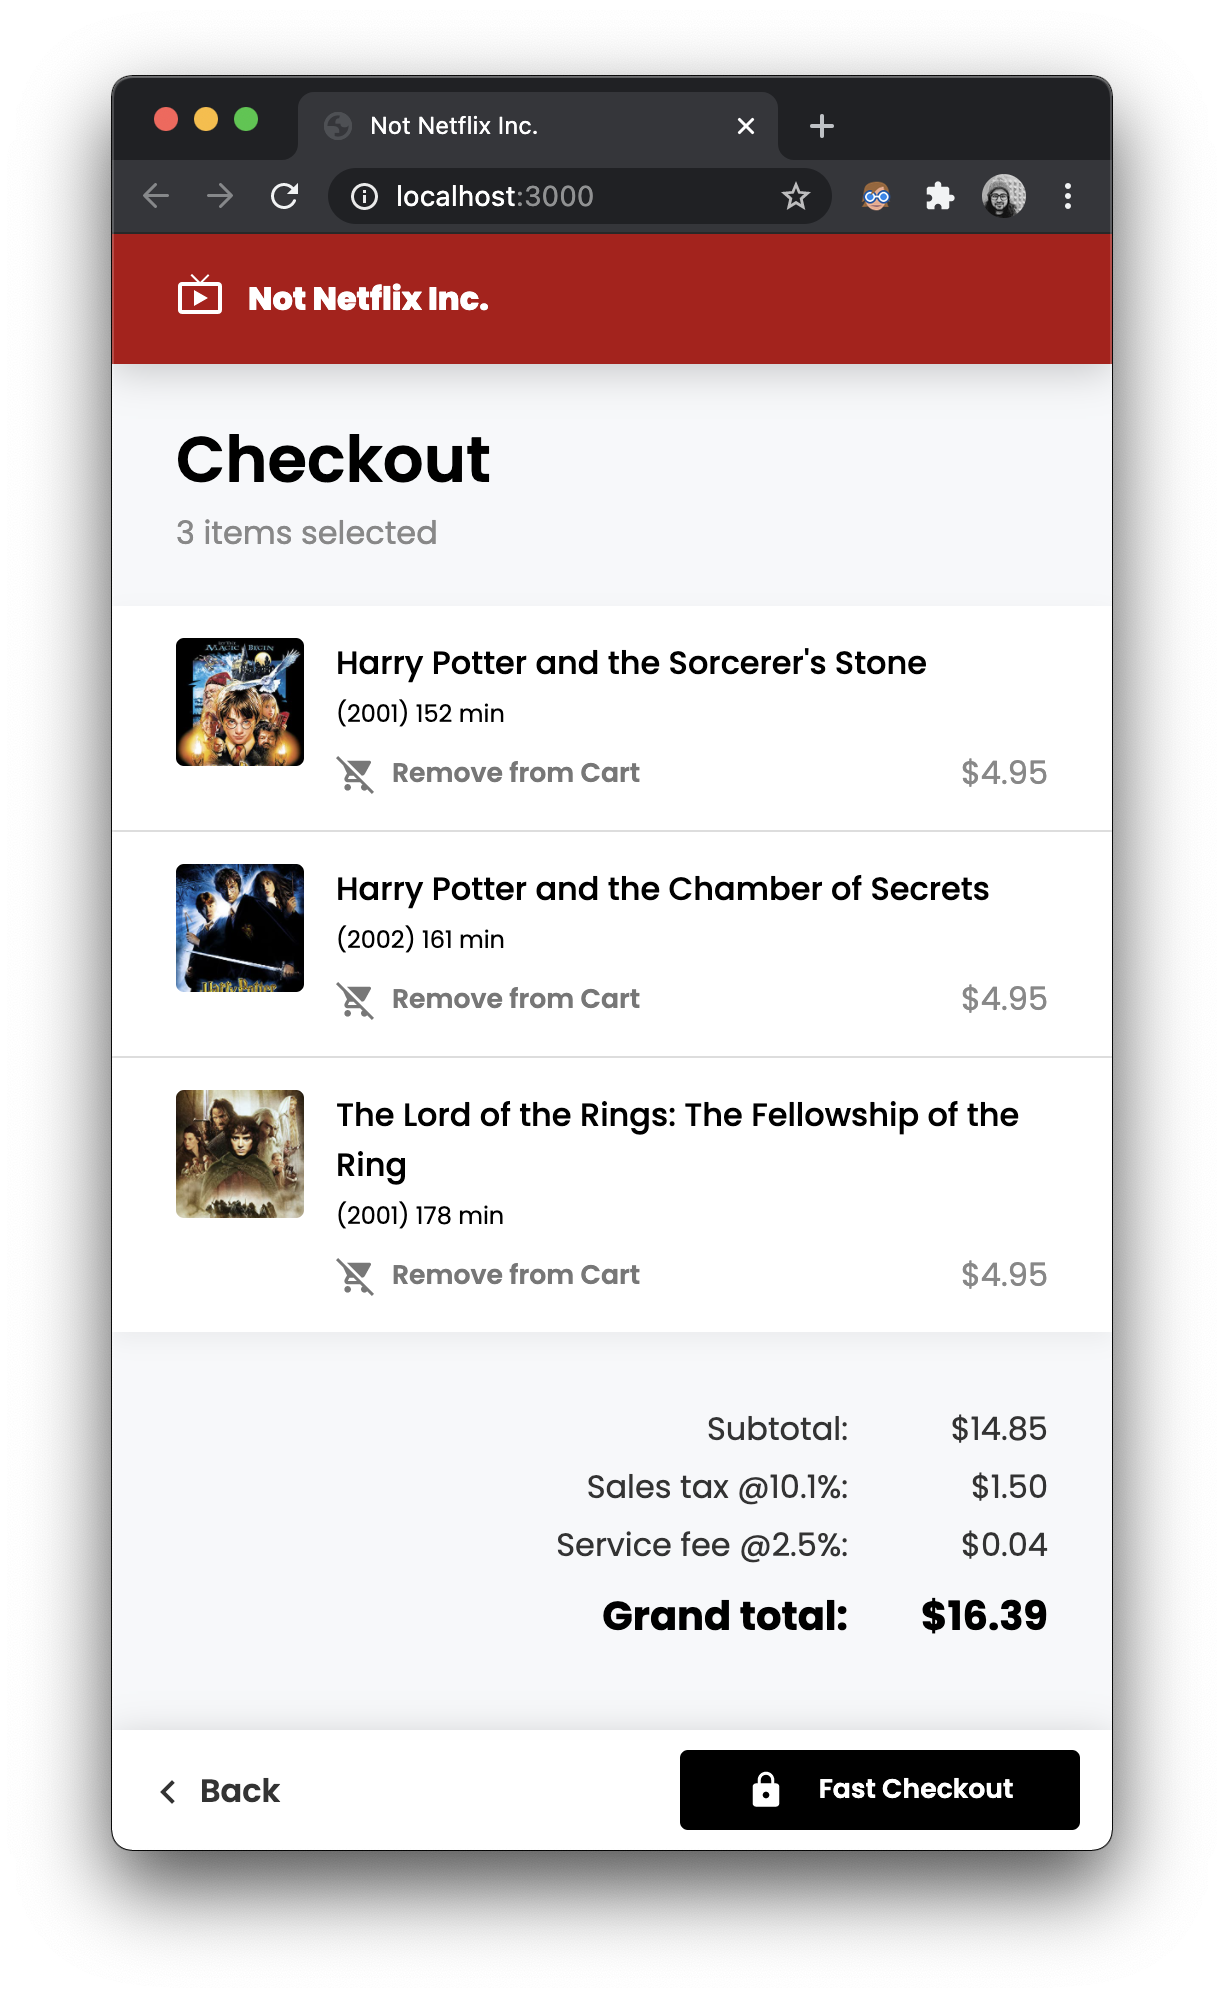 Not Netflix Inc.
localhost:3000
Not Netflix Inc.
Checkout
3 items selected
MAGIC BEGIN
Harry Potter and the Sorcerer's Stone
(2001) 152 min
Remove from Cart
$4.95
Harry Potter and the Chamber of Secrets
(2002) 161 min
Harry Potter
Remove from Cart
$4.95
The Lord of the Rings: The Fellowship of the
Ring
(2001) 178 min
Remove from Cart
$4.95
Subtotal: $14.85
Sales tax @10.1%: $1.50
Service fee @2.5%: $0.04
Grand total: $16.39
Back
Fast Checkout